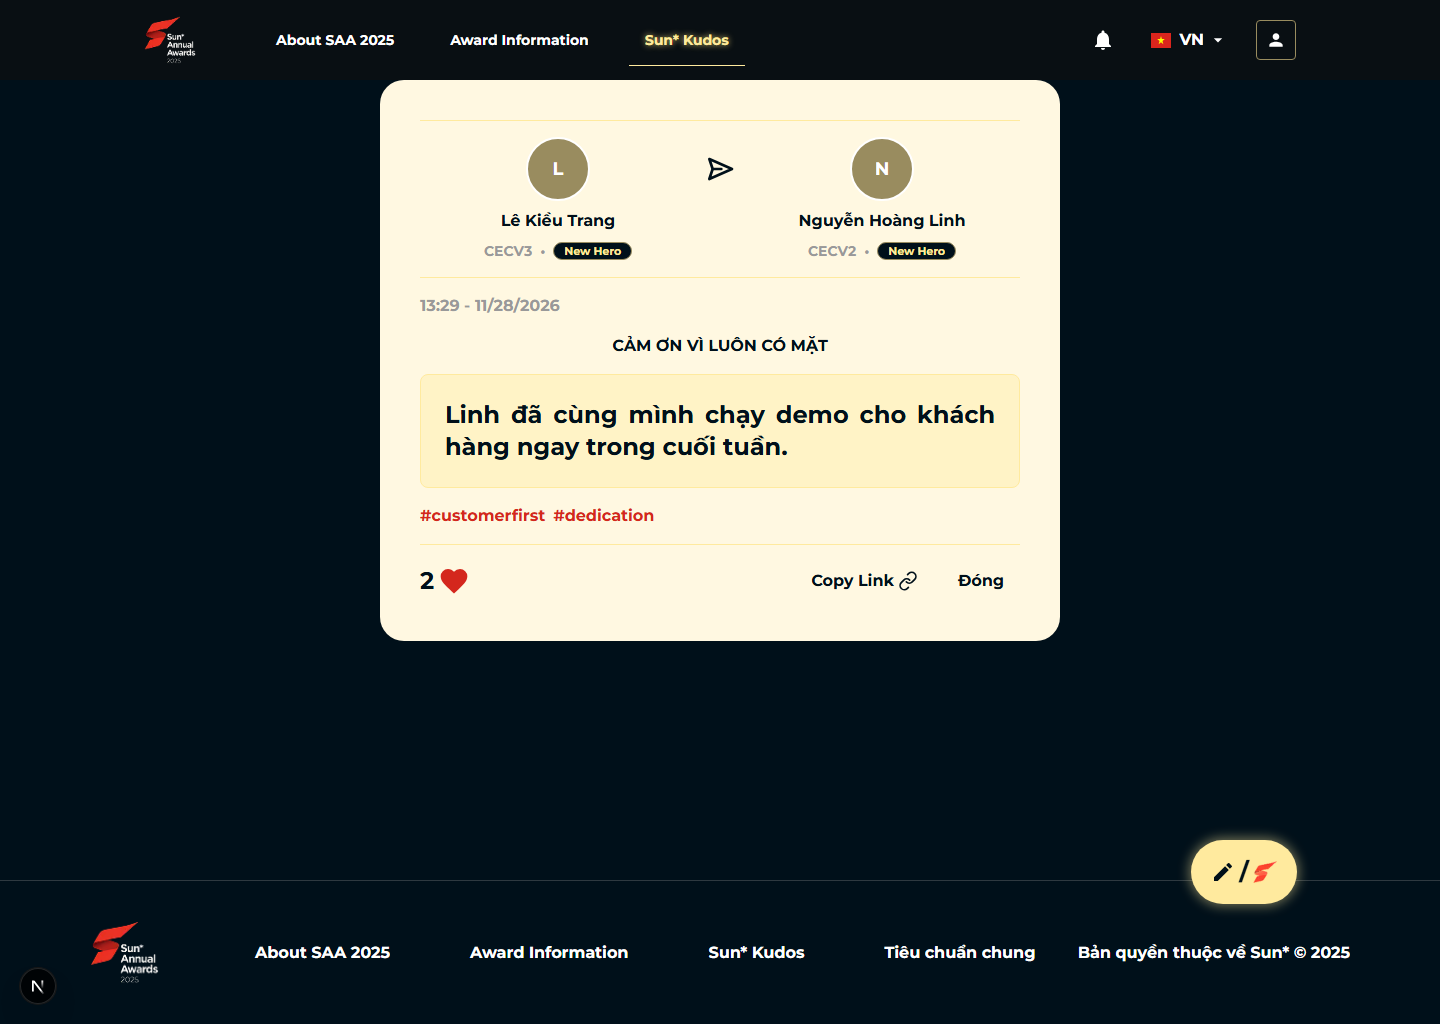 Sun*
Annual
Awards
2025
About SAA 2025
Award Information
Sun* Kudos
VN
L
N
Lê Kiều Trang
Nguyễn Hoàng Linh
CECV3 • New Hero
CECV2 • New Hero
13:29 - 11/28/2026
CẢM ƠN VÌ LUÔN CÓ MẶT
Linh đã cùng mình chạy demo cho khách
hàng ngay trong cuối tuần.
#customerfirst #dedication
2
Copy Link
Đóng
/
Sun*
Annual
Awards
2025
About SAA 2025
Award Information
Sun* Kudos
Tiêu chuẩn chung
Bản quyền thuộc về Sun* © 2025
N